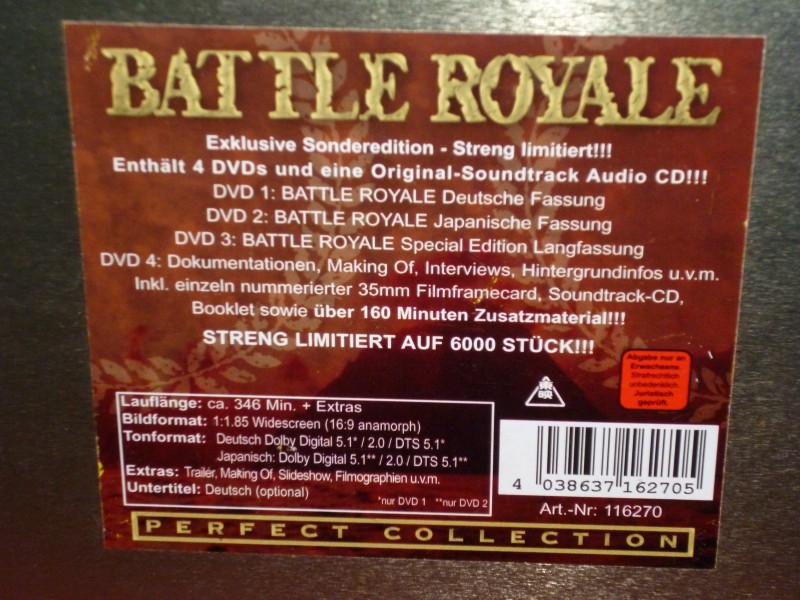 BATTLE ROYALE
Exklusive Sonderedition - Streng limitiert!!!
Enthält 4 DVDs und eine Original-Soundtrack Audio CD!!!
DVD 1: BATTLE ROYALE Deutsche Fassung
DVD 2: BATTLE ROYALE Japanische Fassung
DVD 3: BATTLE ROYALE Special Edition Langfassung
DVD 4: Dokumentationen, Making Of, Interviews, Hintergrundinfos u.v.m.
Inkl. einzeln nummerierter 35mm Filmframecard, Soundtrack-CD,
Booklet sowie über 160 Minuten Zusatzmaterial!!!
STRENG LIMITIERT AUF 6000 STÜCK!!!
Abgabe nur an
Erwachsene.
Strafrechtlich
unbedenklich.
Juristisch
geprüft.
東映
Lauflänge: ca. 346 Min. + Extras
Bildformat: 1:1.85 Widescreen (16:9 anamorph)
Tonformat: Deutsch Dolby Digital 5.1* / 2.0 / DTS 5.1*
Japanisch: Dolby Digital 5.1** / 2.0 / DTS 5.1**
Extras: Trailer, Making Of, Slideshow, Filmographien u.v.m.
Untertitel: Deutsch (optional)
*nur DVD 1 **nur DVD 2
4 038637 162705
Art.-Nr: 116270
PERFECT COLLECTION